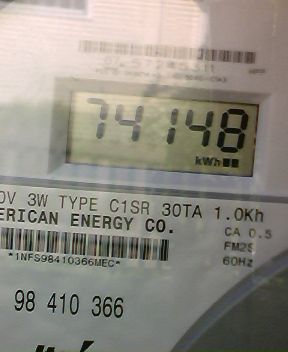 74148
kWh
0V 3W TYPE C1SR 30TA 1.0Kh
ERICAN ENERGY CO.
CA 0.5
FM2S
60Hz
*1NFS98410366MEC*
98 410 366